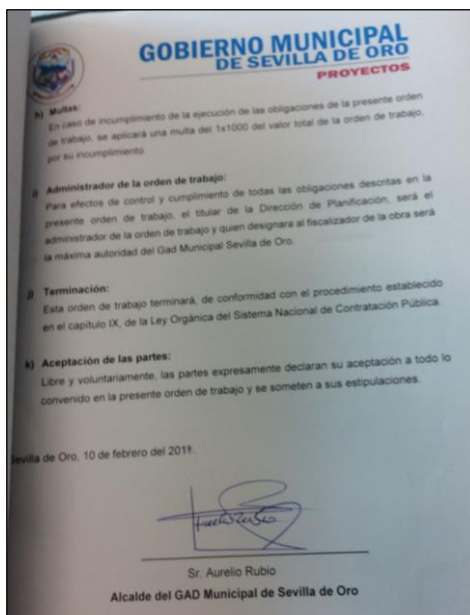 GOBIERNO MUNICIPAL
DE SEVILLA DE ORO
PROYECTOS
h) Multas:
En caso de incumplimiento de la ejecución de las obligaciones de la presente orden
de trabajo, se aplicará una multa del 1x1000 del valor total de la orden de trabajo,
por su incumplimiento.
i) Administrador de la orden de trabajo:
Para efectos de control y cumplimiento de todas las obligaciones descritas en la
presente orden de trabajo, el titular de la Dirección de Planificación, será el
administrador de la orden de trabajo y quien designara al fiscalizador de la obra será
la máxima autoridad del Gad Municipal Sevilla de Oro.
j) Terminación:
Esta orden de trabajo terminará, de conformidad con el procedimiento establecido
en el capítulo IX, de la Ley Orgánica del Sistema Nacional de Contratación Pública.
k) Aceptación de las partes:
Libre y voluntariamente, las partes expresamente declaran su aceptación a todo lo
convenido en la presente orden de trabajo y se someten a sus estipulaciones.
Sevilla de Oro, 10 de febrero del
Sr. Aurelio Rubio
Alcalde del GAD Municipal de Sevilla de Oro